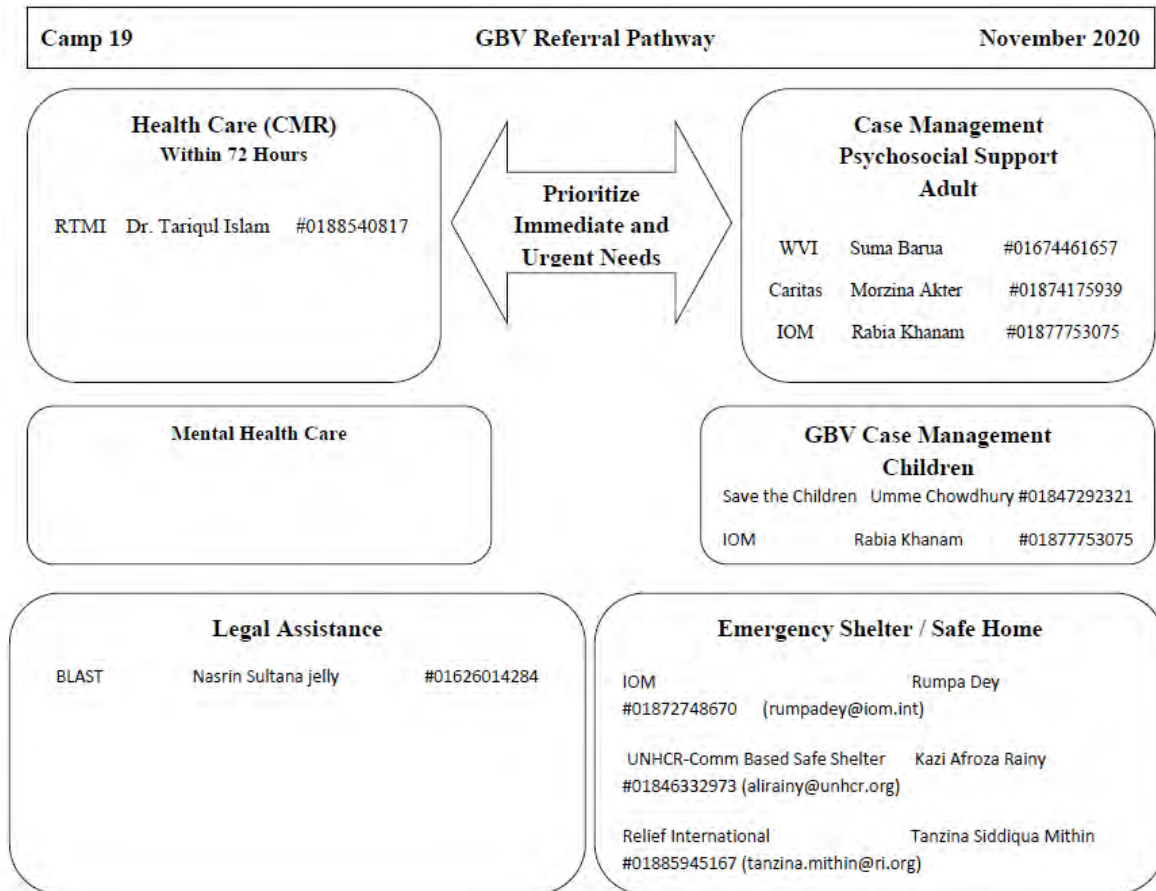 Camp 19 GBV Referral Pathway November 2020
Health Care (CMR)
Within 72 Hours
RTMI Dr. Tariqul Islam #0188540817
Prioritize
Immediate and
Urgent Needs
Case Management
Psychosocial Support
Adult
WVI Suma Barua #01674461657
Caritas Morzina Akter #01874175939
IOM Rabia Khanam #01877753075
Mental Health Care
GBV Case Management
Children
Save the Children Umme Chowdhury #01847292321
IOM Rabia Khanam #01877753075
Legal Assistance
BLAST Nasrin Sultana jelly #01626014284
Emergency Shelter / Safe Home
IOM Rumpa Dey
#01872748670 (rumpadey@iom.int)
UNHCR-Comm Based Safe Shelter Kazi Afroza Rainy
#01846332973 (alirainy@unhcr.org)
Relief International Tanzina Siddiqua Mithin
#01885945167 (tanzina.mithin@ri.org)